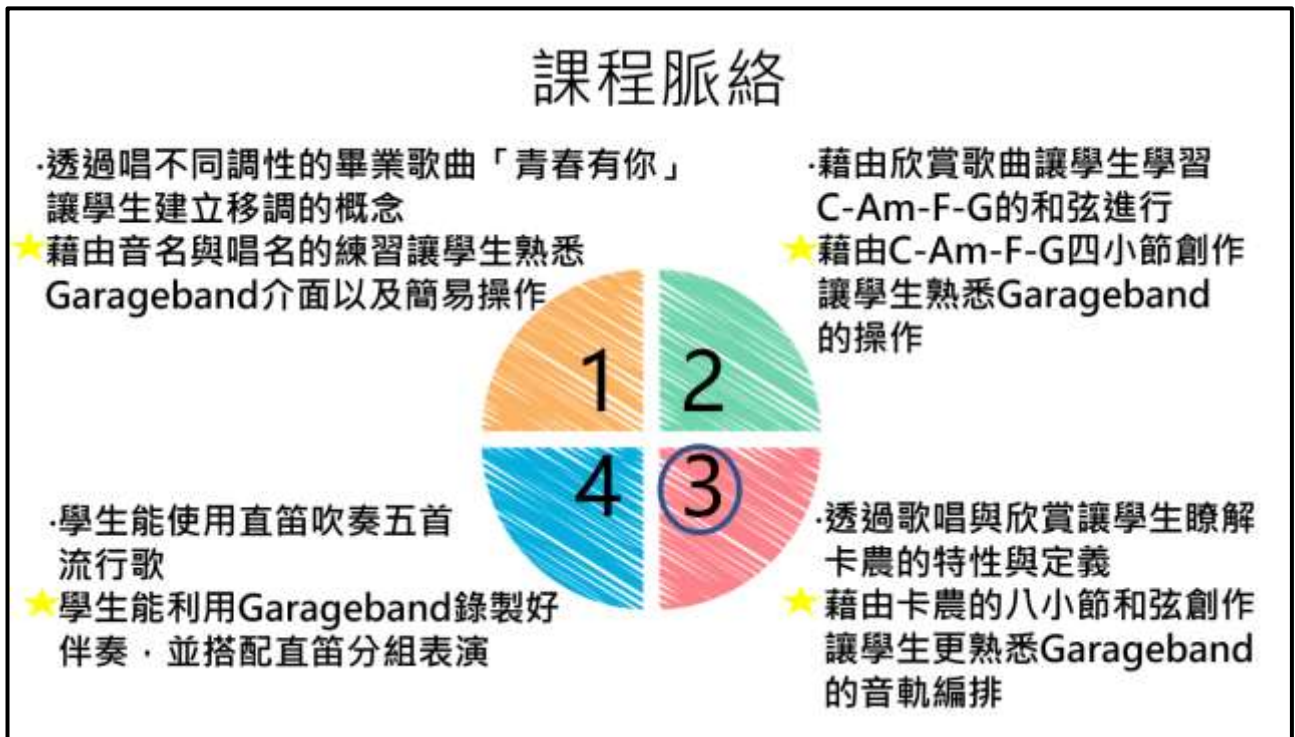 課程脈絡
·透過唱不同調性的畢業歌曲「青春有你」
讓學生建立移調的概念
藉由音名與唱名的練習讓學生熟悉
Garageband介面以及簡易操作
·藉由欣賞歌曲讓學生學習
C-Am-F-G的和弦進行
藉由C-Am-F-G四小節創作
讓學生熟悉Garageband
的操作
1
2
4
3
·學生能使用直笛吹奏五首
流行歌
學生能利用Garageband錄製好
伴奏，並搭配直笛分組表演
·透過歌唱與欣賞讓學生瞭解
卡農的特性與定義
藉由卡農的八小節和弦創作
讓學生更熟悉Garageband
的音軌編排